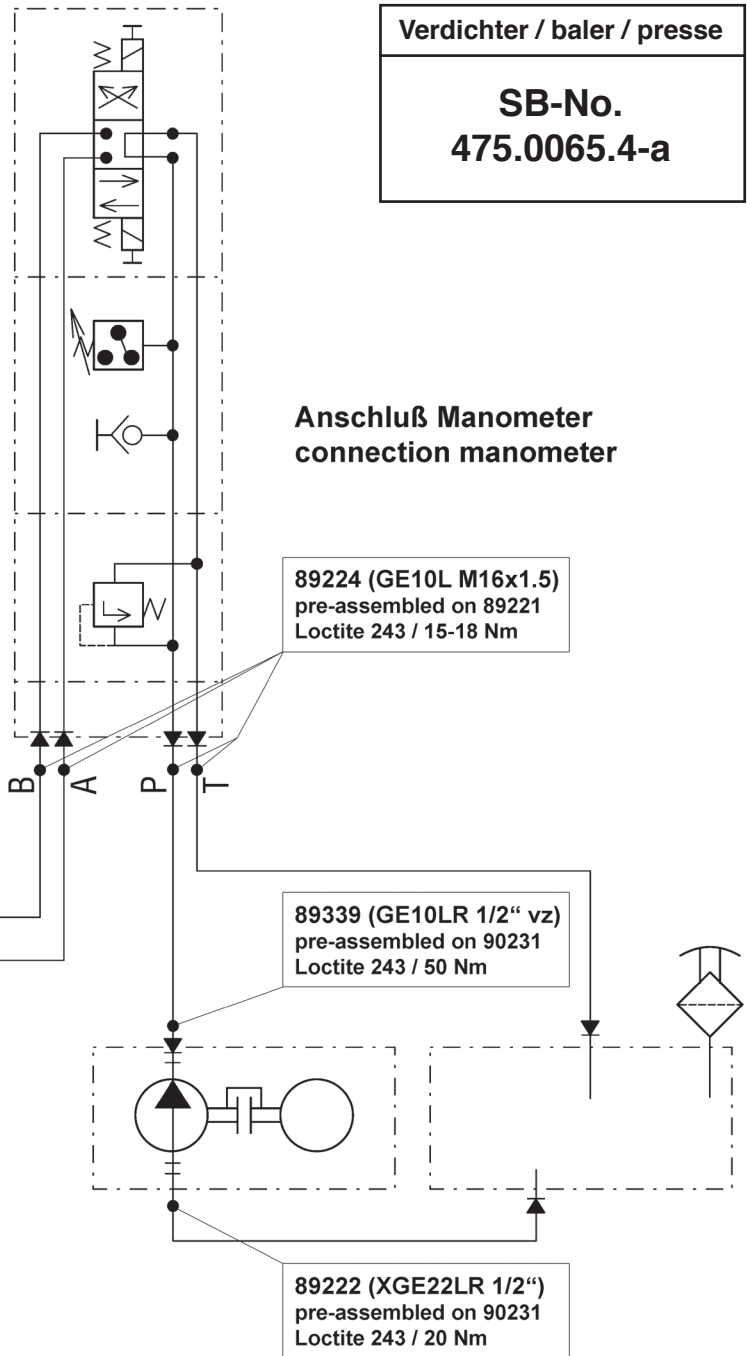 Verdichter / baler / presse
SB-No.
475.0065.4-a
Anschluß Manometer
connection manometer
89224 (GE10L M16x1.5)
pre-assembled on 89221
Loctite 243 / 15-18 Nm
B
A
P
T
89339 (GE10LR 1/2“ vz)
pre-assembled on 90231
Loctite 243 / 50 Nm
89222 (XGE22LR 1/2“)
pre-assembled on 90231
Loctite 243 / 20 Nm